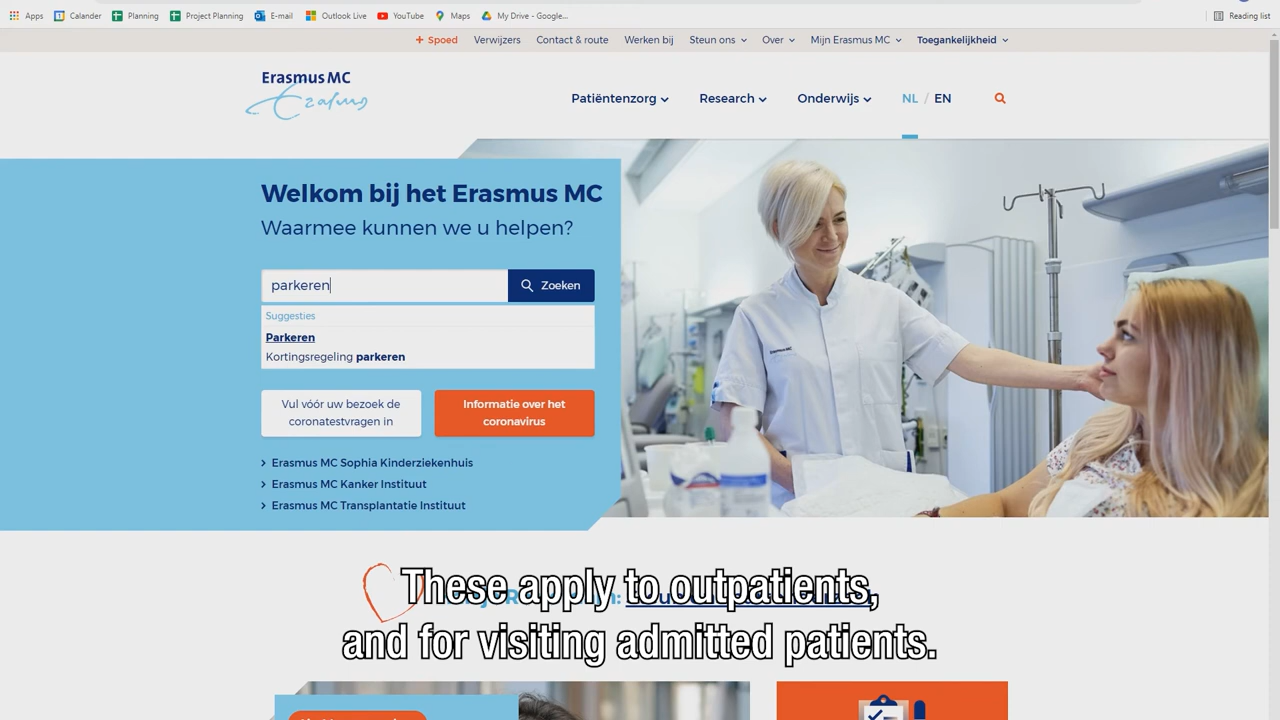 Apps Calander Planning Project Planning E-mail Outlook Live YouTube Maps My Drive - Google... Reading list
+ Spoed Verwijzers Contact & route Werken bij Steun ons Over Mijn Erasmus MC Toegankelijkheid
Erasmus MC
Erasmus
Patiëntenzorg Research Onderwijs NL / EN
Welkom bij het Erasmus MC
Waarmee kunnen we u helpen?
parkeren Zoeken
Suggesties
Parkeren
Kortingsregeling parkeren
Vul vóór uw bezoek de
coronatestvragen in
Informatie over het
coronavirus
Erasmus MC Sophia Kinderziekenhuis
Erasmus MC Kanker Instituut
Erasmus MC Transplantatie Instituut
Erasmus MC
These apply to outpatients,
and for visiting admitted patients.